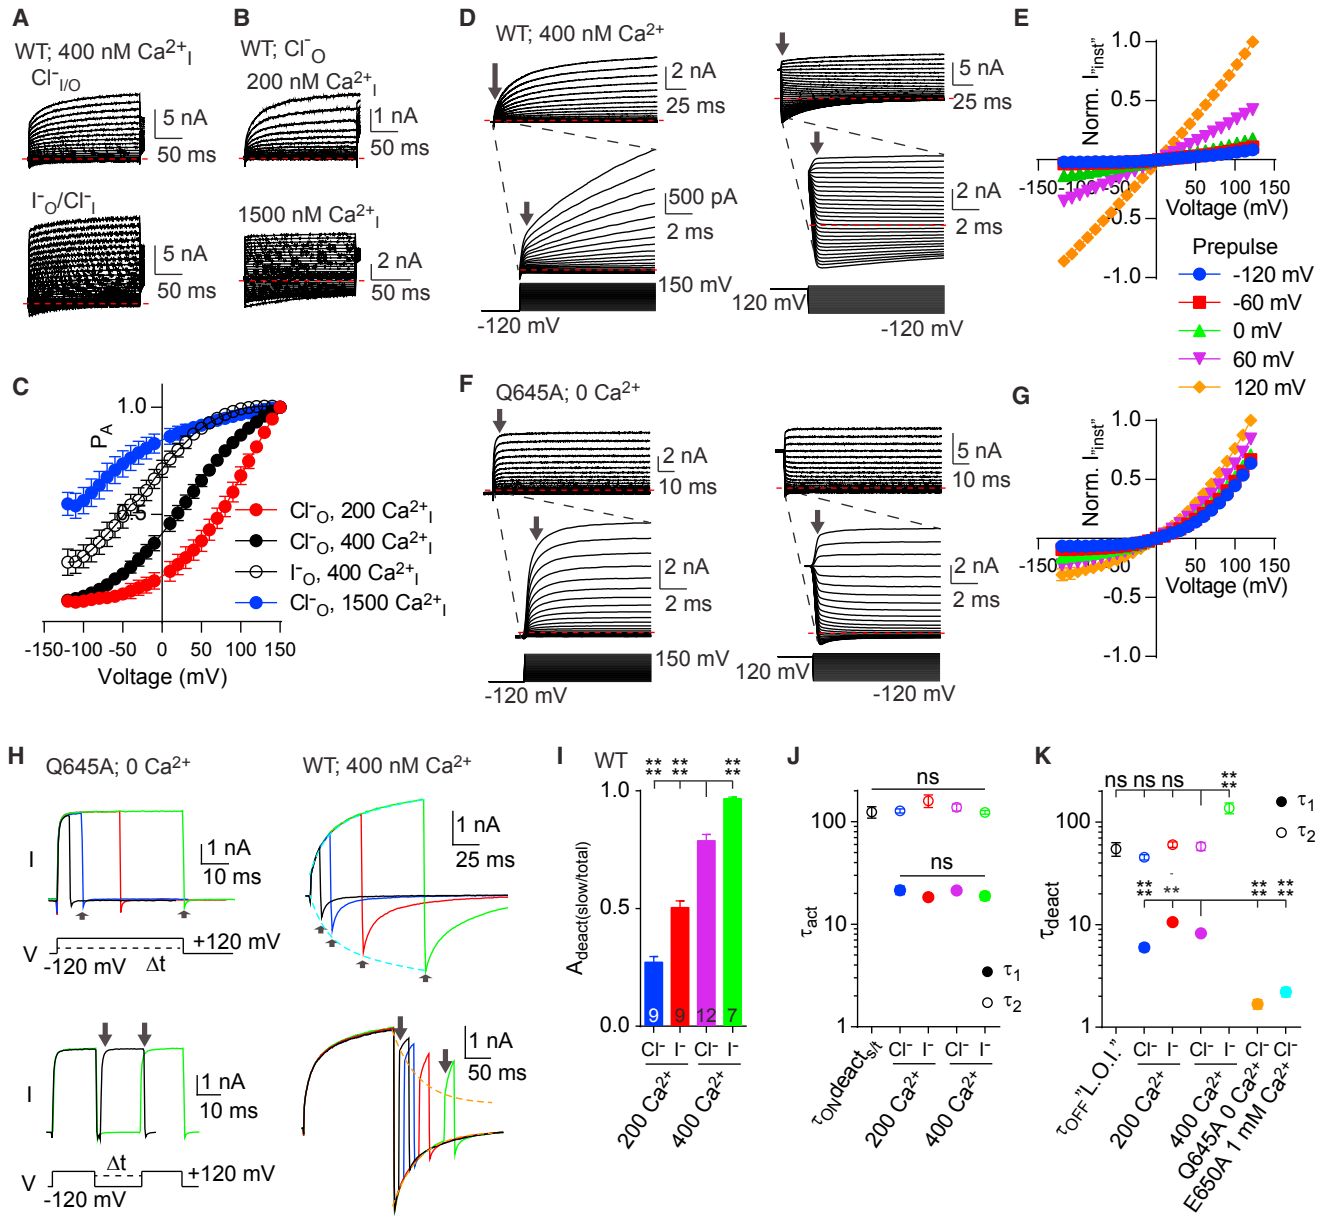 A
WT; 400 nM Ca2+I
Cl-I/O
5 nA
50 ms
I-O/Cl-I
5 nA
50 ms
B
WT; Cl-O
200 nM Ca2+I
1 nA
50 ms
1500 nM Ca2+I
2 nA
50 ms
C
PA
1.0
.5
-150 -100 -50 0 50 100 150
Voltage (mV)
Cl-O, 200 Ca2+I
Cl-O, 400 Ca2+I
I-O, 400 Ca2+I
Cl-O, 1500 Ca2+I
D
WT; 400 nM Ca2+
2 nA
25 ms
500 pA
2 ms
150 mV
-120 mV
5 nA
25 ms
2 nA
2 ms
120 mV
-120 mV
E
Norm. I"inst"
1.0
0.5
-0.5
-1.0
-150 -100 -50 50 100 150
Voltage (mV)
Prepulse
-120 mV
-60 mV
0 mV
60 mV
120 mV
F
Q645A; 0 Ca2+
2 nA
10 ms
2 nA
2 ms
150 mV
-120 mV
5 nA
10 ms
2 nA
2 ms
120 mV
-120 mV
G
Norm. I"inst"
1.0
0.5
-0.5
-1.0
-150 50 100 150
Voltage (mV)
H
Q645A; 0 Ca2+
I
1 nA
10 ms
V
-120 mV
Δt
+120 mV
WT; 400 nM Ca2+
1 nA
25 ms
I
1 nA
10 ms
V
-120 mV
Δt
+120 mV
1 nA
50 ms
I
WT
** ** **
** ** **
Adeact(slow/total)
1.0
0.5
0.0
9 9 12 7
Cl- I- Cl- I-
200 Ca2+
400 Ca2+
J
ns
ns
τact
100
10
1
τ1
τ2
τONdeacts/t
Cl- I- Cl- I-
200 Ca2+
400 Ca2+
K
ns ns ns **
**
τ1
τ2
τdeact
100
10
1
** ** ** **
** ** **
τOFF"L.O.I."
Cl- I- Cl- I- Cl- Cl-
200 Ca2+
400 Ca2+
Q645A 0 Ca2+
E650A 1 mM Ca2+